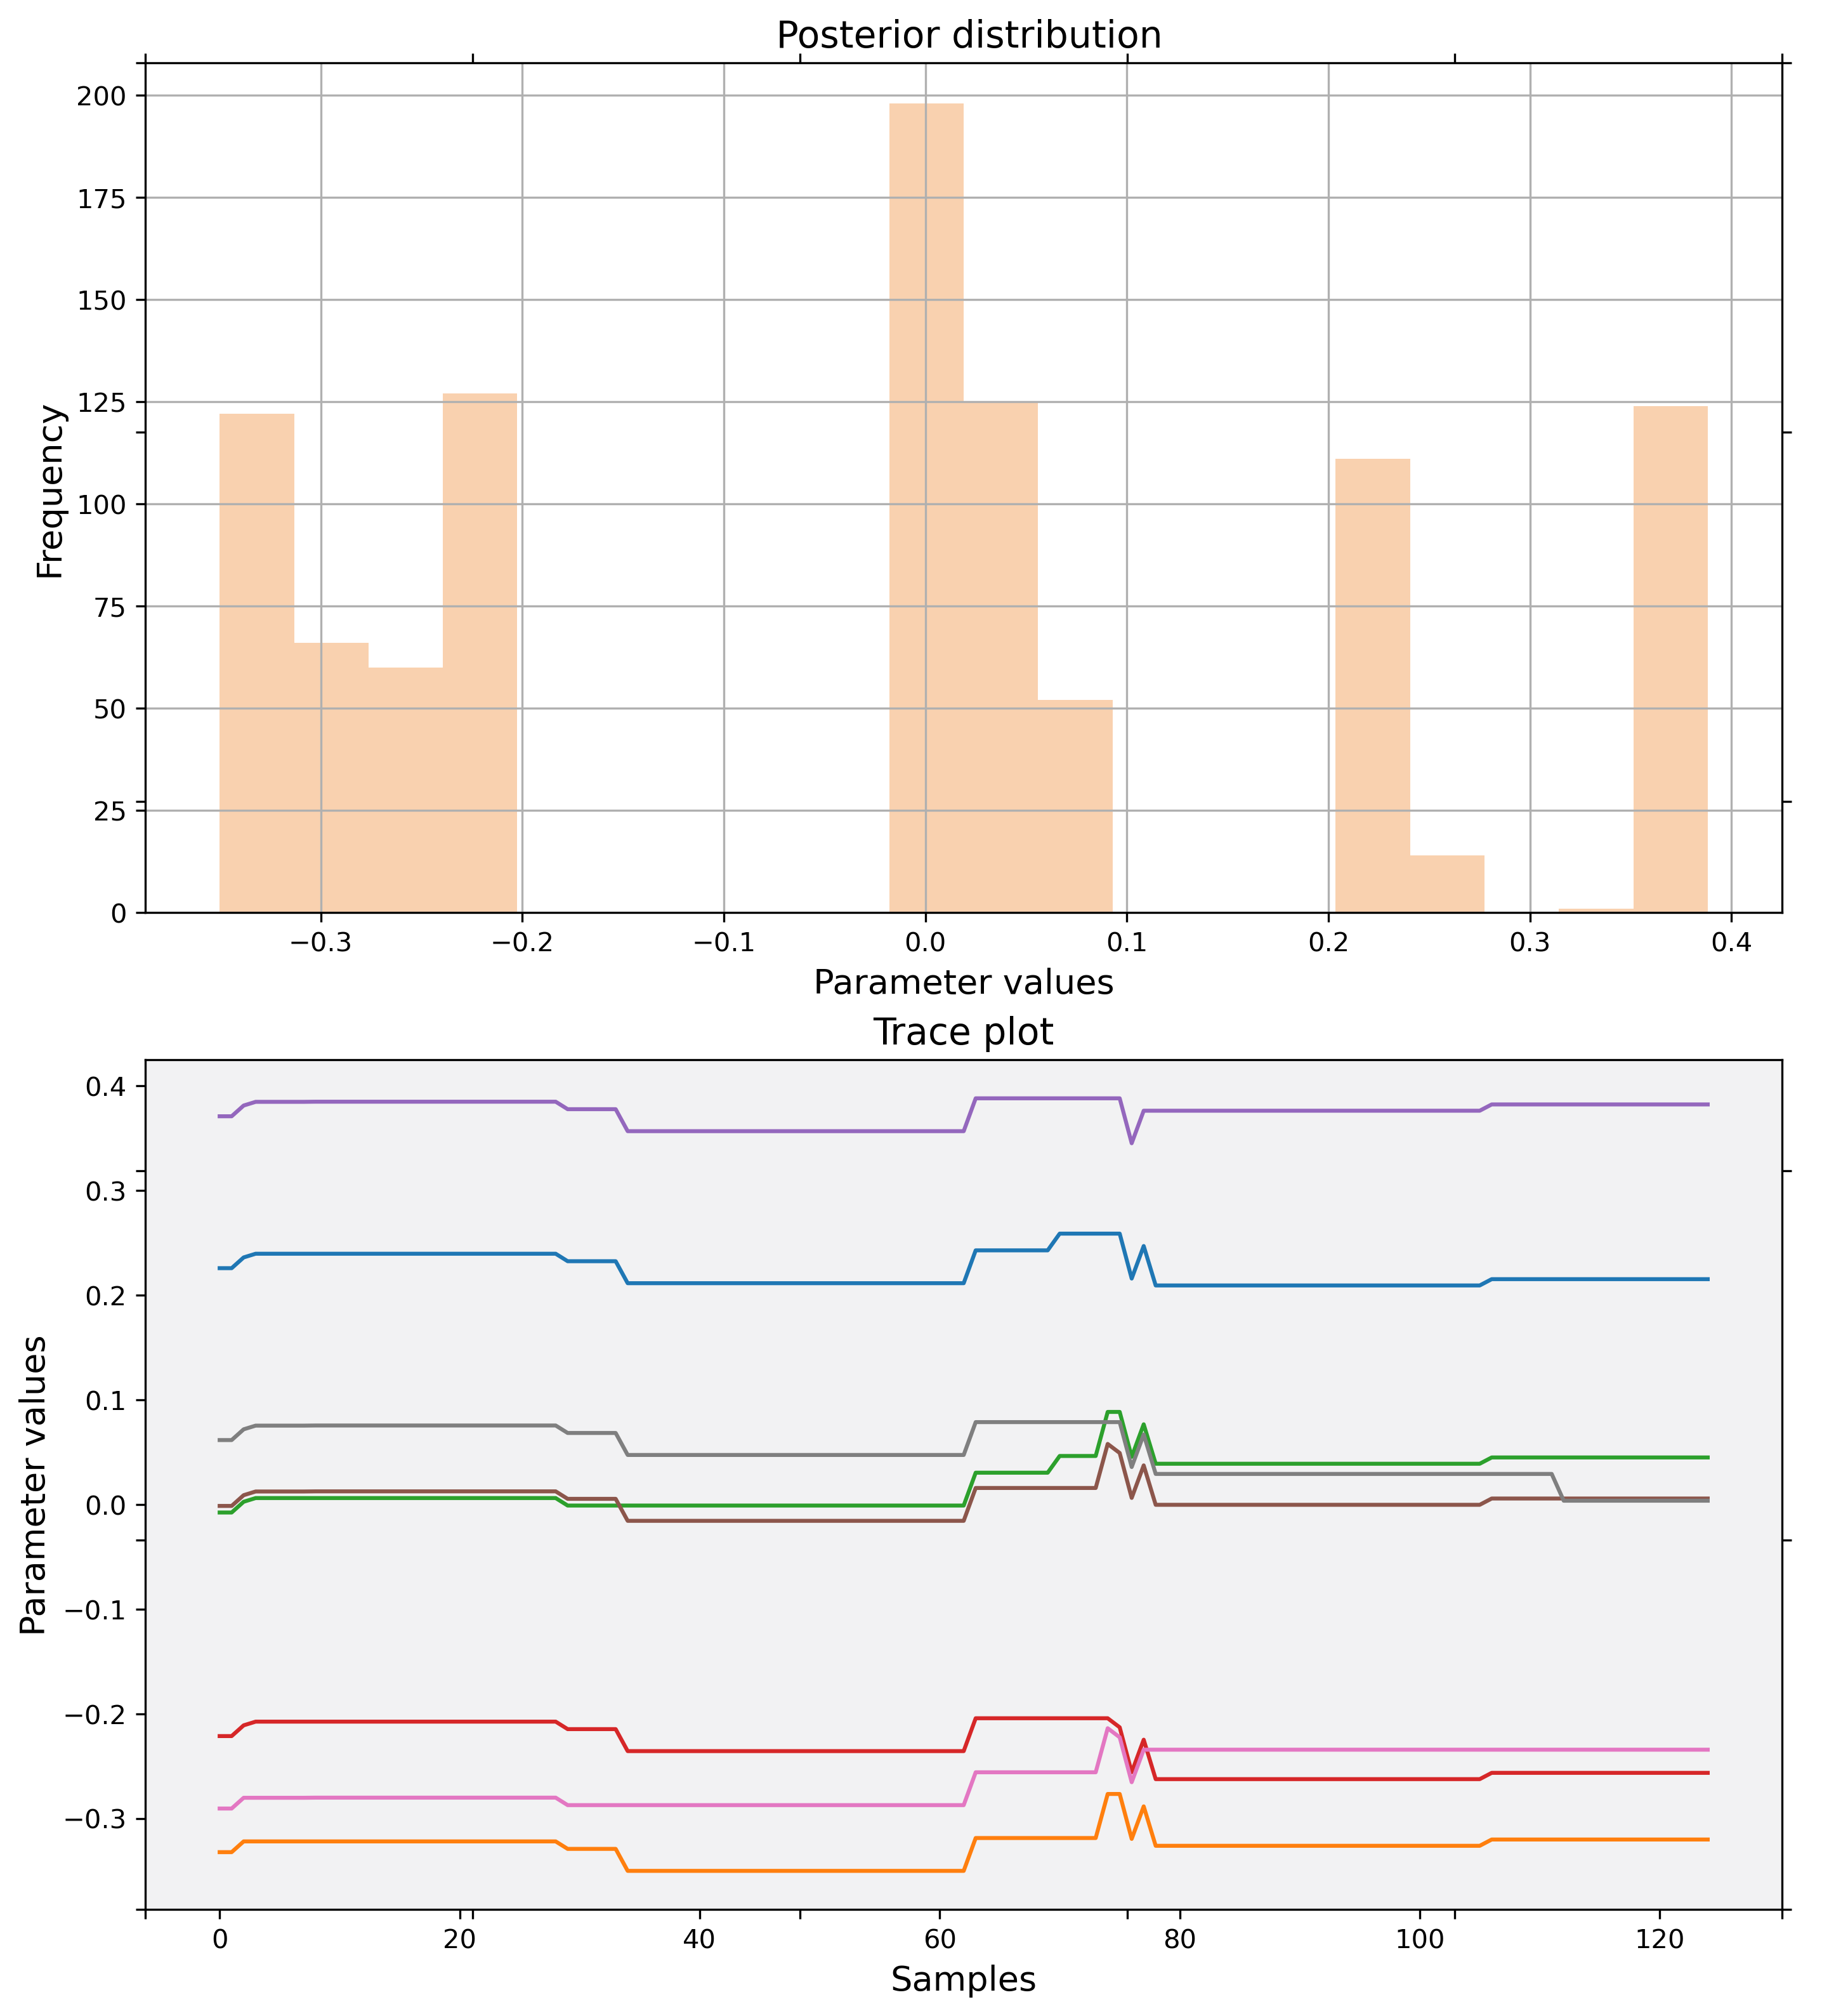 Posterior distribution
200
175
150
125
100
75
50
25
0
Frequency
−0.3 −0.2 −0.1 0.0 0.1 0.2 0.3 0.4
Parameter values
Trace plot
0.4
0.3
0.2
0.1
0.0
−0.1
−0.2
−0.3
Parameter values
0 20 40 60 80 100 120
Samples